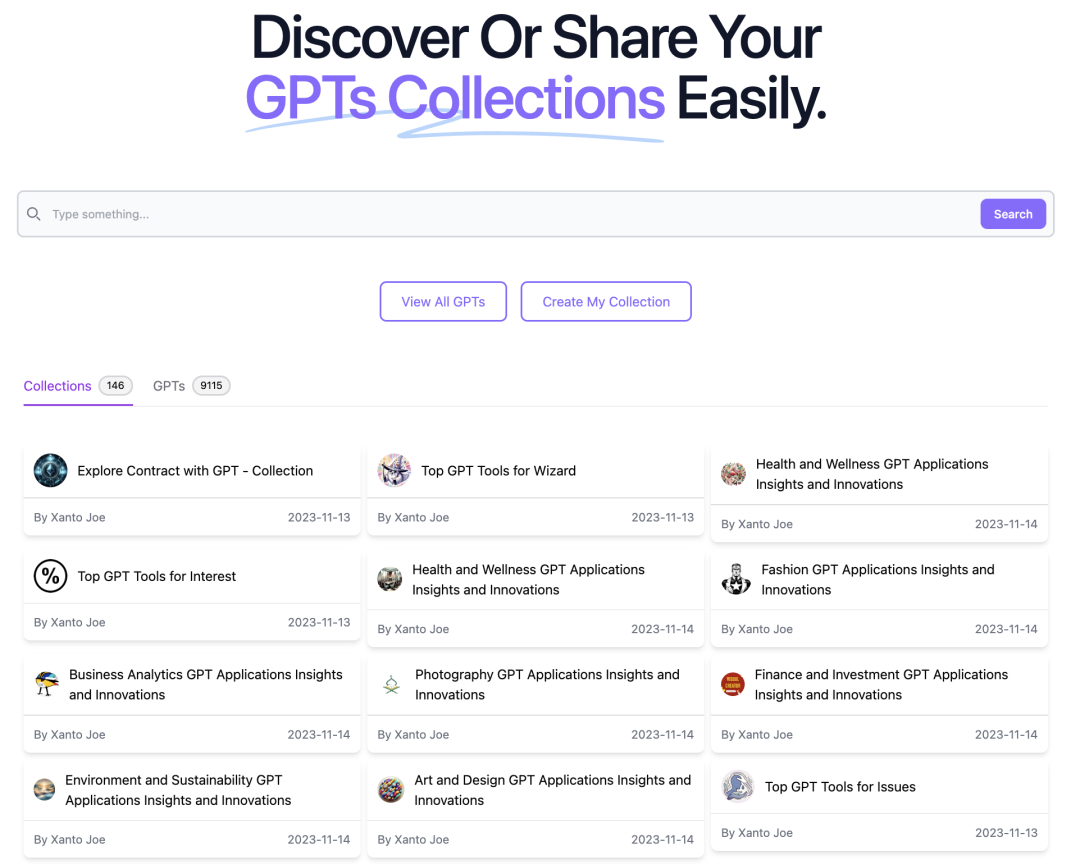 Discover Or Share Your
GPTs Collections Easily.
Type something...
Search
View All GPTs
Create My Collection
Collections 146
GPTs 9115
Explore Contract with GPT - Collection
By Xanto Joe 2023-11-13
Top GPT Tools for Wizard
By Xanto Joe 2023-11-13
Health and Wellness GPT Applications
Insights and Innovations
By Xanto Joe 2023-11-14
%
Top GPT Tools for Interest
By Xanto Joe 2023-11-13
Health and Wellness GPT Applications
Insights and Innovations
By Xanto Joe 2023-11-14
Fashion GPT Applications Insights and
Innovations
By Xanto Joe 2023-11-14
Business Analytics GPT Applications Insights
and Innovations
By Xanto Joe 2023-11-14
Photography GPT Applications Insights and
Innovations
By Xanto Joe 2023-11-14
Finance and Investment GPT Applications
Insights and Innovations
By Xanto Joe 2023-11-14
Environment and Sustainability GPT
Applications Insights and Innovations
By Xanto Joe 2023-11-14
Art and Design GPT Applications Insights and
Innovations
By Xanto Joe 2023-11-14
Top GPT Tools for Issues
By Xanto Joe 2023-11-13